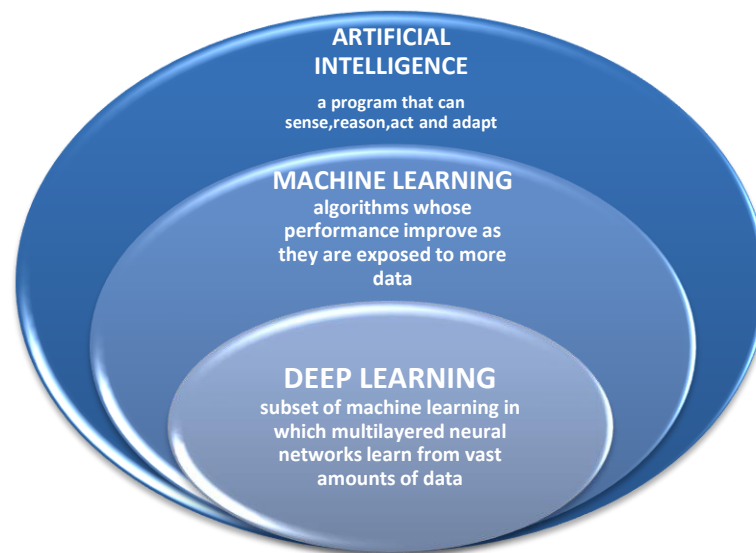 ARTIFICIAL
INTELLIGENCE
a program that can
sense,reason,act and adapt
MACHINE LEARNING
algorithms whose
performance improve as
they are exposed to more
data
DEEP LEARNING
subset of machine learning in
which multilayered neural
networks learn from vast
amounts of data